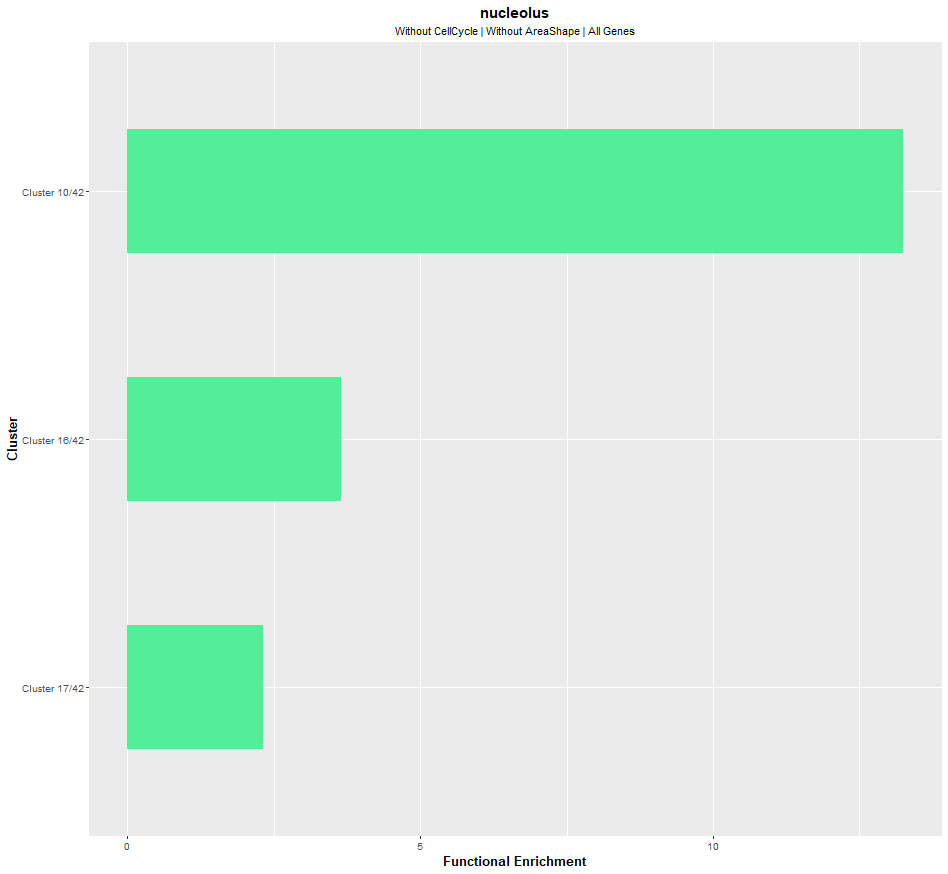 nucleolus
Without CellCycle | Without AreaShape | All Genes
Cluster
Cluster 10/42
Cluster 16/42
Cluster 17/42
0 5 10
Functional Enrichment